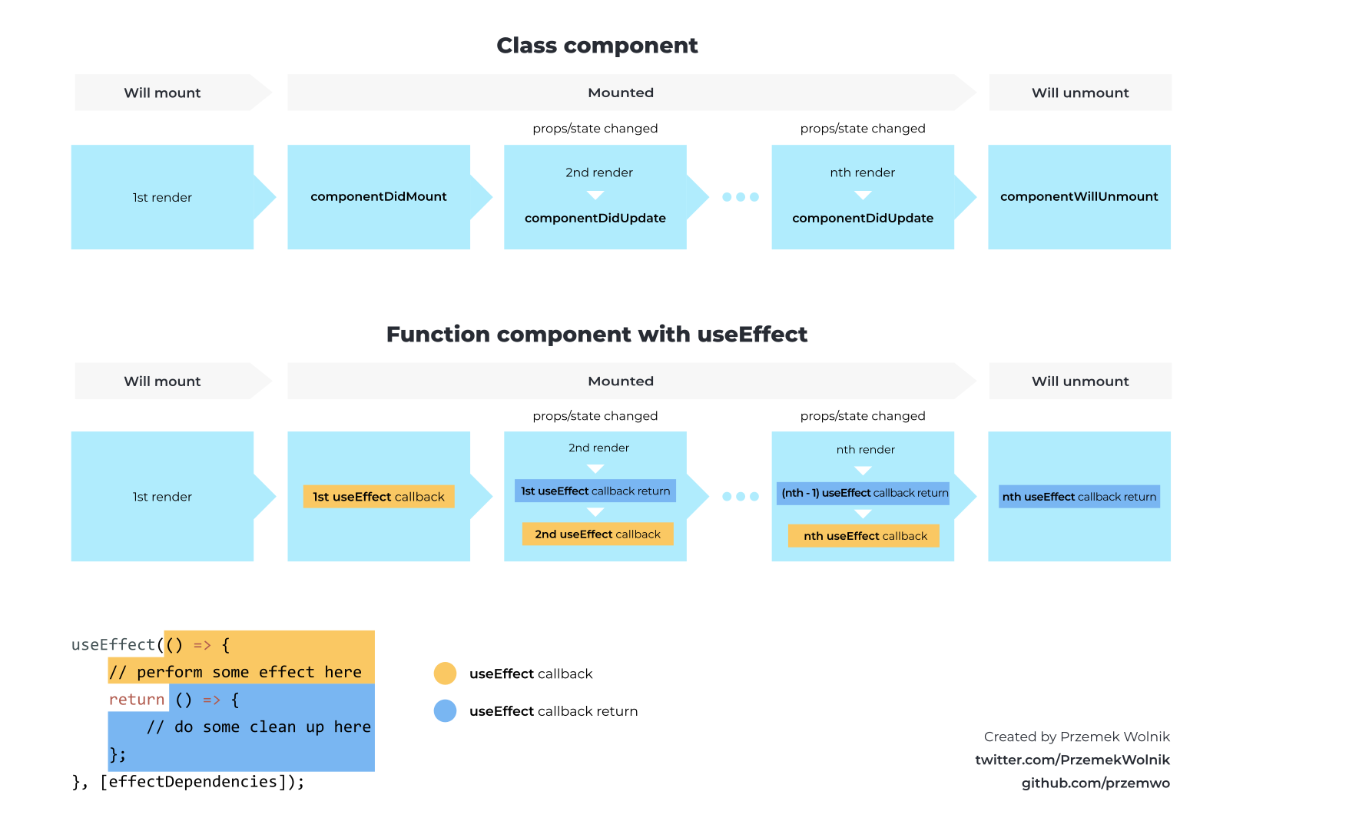 Class component
Will mount
Mounted
Will unmount
props/state changed
props/state changed
1st render
componentDidMount
2nd render
componentDidUpdate
nth render
componentDidUpdate
componentWillUnmount
Function component with useEffect
Will mount
Mounted
Will unmount
props/state changed
props/state changed
1st render
1st useEffect callback
2nd render
1st useEffect callback return
2nd useEffect callback
nth render
(nth - 1) useEffect callback return
nth useEffect callback
nth useEffect callback return
useEffect(() => {
    // perform some effect here
    return () => {
        // do some clean up here
    };
}, [effectDependencies]);
useEffect callback
useEffect callback return
Created by Przemek Wolnik
twitter.com/PrzemekWolnik
github.com/przemwo